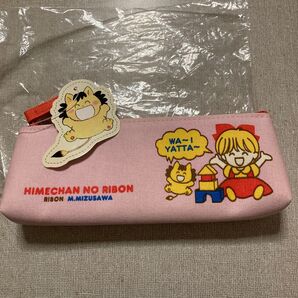 WA~I
YATTA~
HIMECHAN NO RIBON
RIBON M.MIZUSAWA